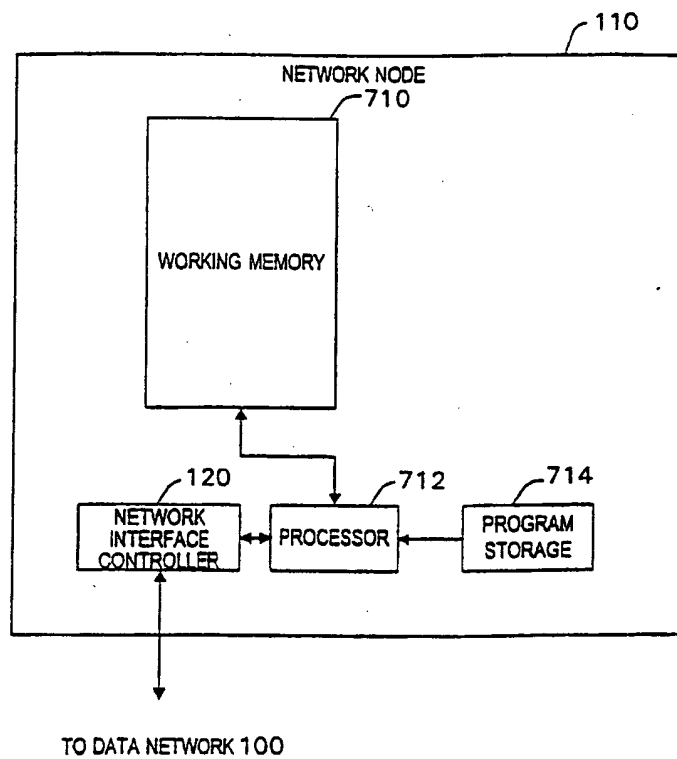 110
NETWORK NODE
710
WORKING MEMORY
120
712
714
NETWORK
INTERFACE
CONTROLLER
PROCESSOR
PROGRAM
STORAGE
TO DATA NETWORK 100